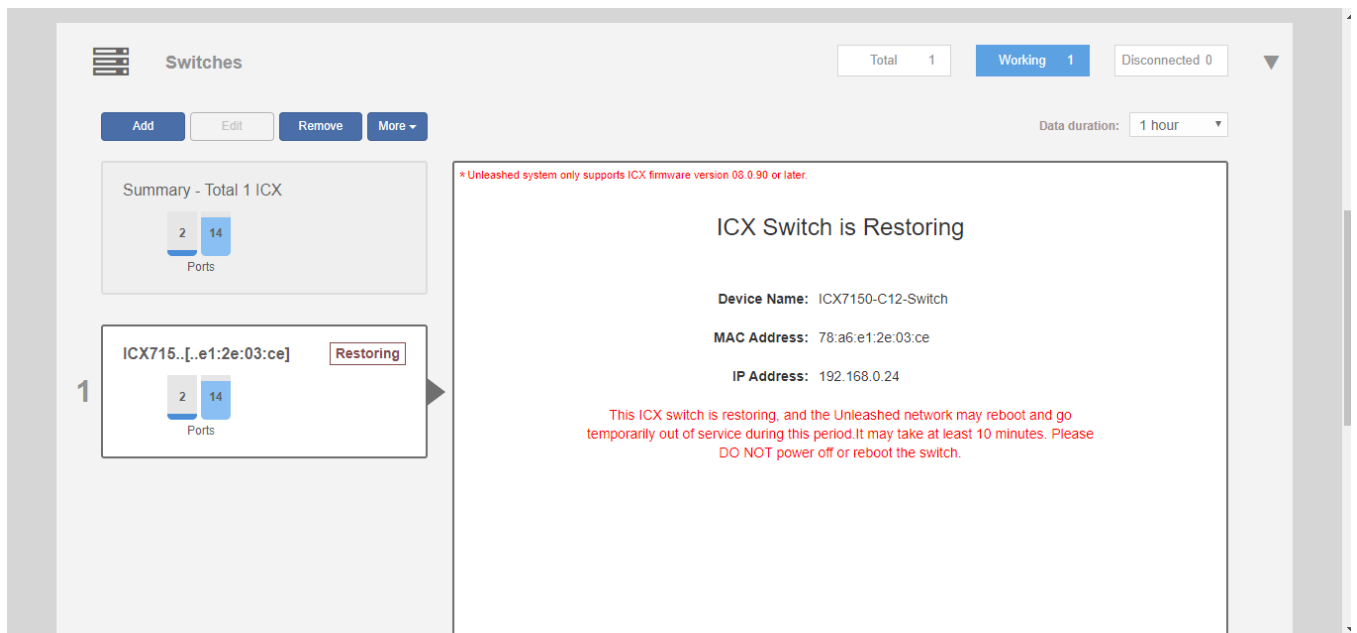 Switches
Total 1
Working 1
Disconnected 0
Add
Edit
Remove
More
Data duration: 1 hour
Summary - Total 1 ICX
2 14
Ports
1
ICX715..[..e1:2e:03:ce] Restoring
2 14
Ports
* Unleashed system only supports ICX firmware version 08.0.90 or later.
ICX Switch is Restoring
Device Name: ICX7150-C12-Switch
MAC Address: 78:a6:e1:2e:03:ce
IP Address: 192.168.0.24
This ICX switch is restoring, and the Unleashed network may reboot and go
temporarily out of service during this period.It may take at least 10 minutes. Please
DO NOT power off or reboot the switch.